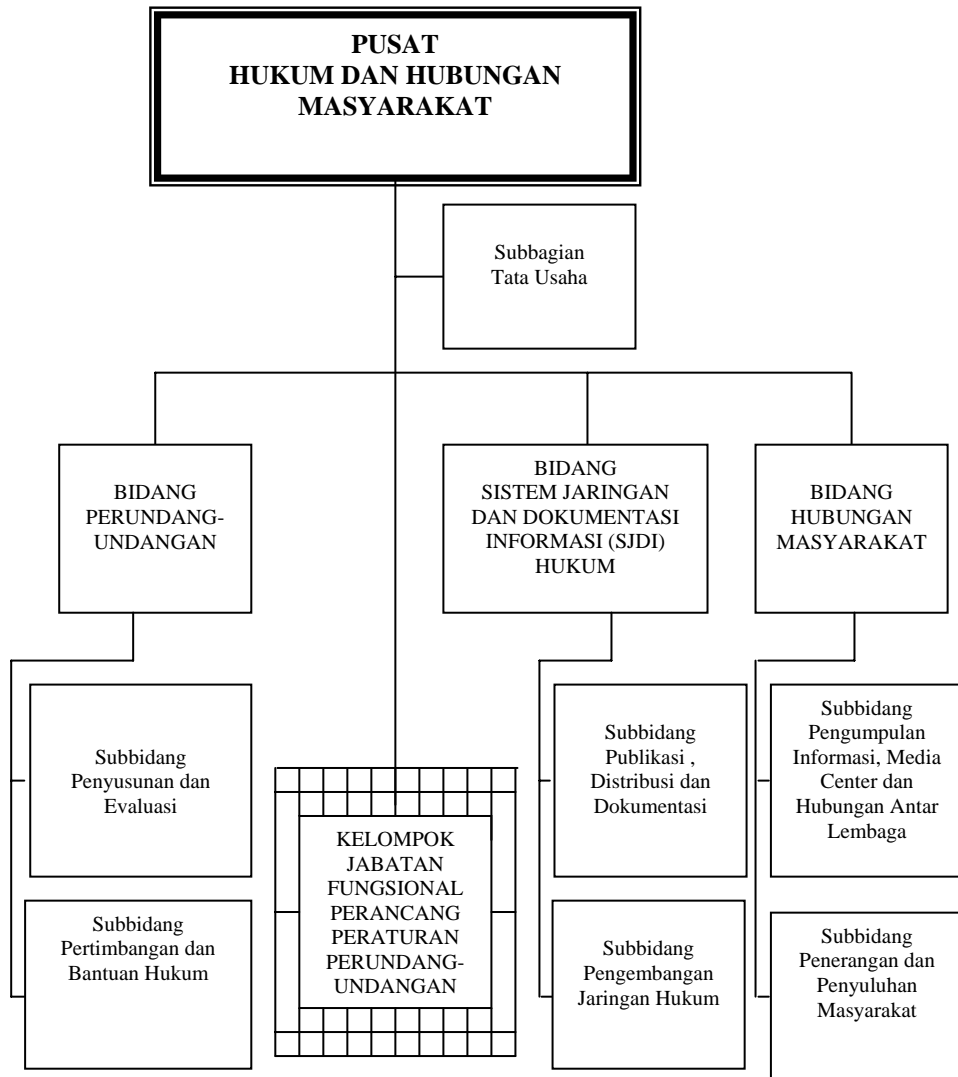 PUSAT
HUKUM DAN HUBUNGAN
MASYARAKAT
Subbagian
Tata Usaha
BIDANG
PERUNDANG-
UNDANGAN
BIDANG
SISTEM JARINGAN
DAN DOKUMENTASI
INFORMASI (SJDI)
HUKUM
BIDANG
HUBUNGAN
MASYARAKAT
Subbidang
Penyusunan dan
Evaluasi
Subbidang
Publikasi ,
Distribusi dan
Dokumentasi
Subbidang
Pengumpulan
Informasi, Media
Center dan
Hubungan Antar
Lembaga
KELOMPOK
JABATAN
FUNGSIONAL
PERANCANG
PERATURAN
PERUNDANG-
UNDANGAN
Subbidang
Pertimbangan dan
Bantuan Hukum
Subbidang
Pengembangan
Jaringan Hukum
Subbidang
Penerangan dan
Penyuluhan
Masyarakat